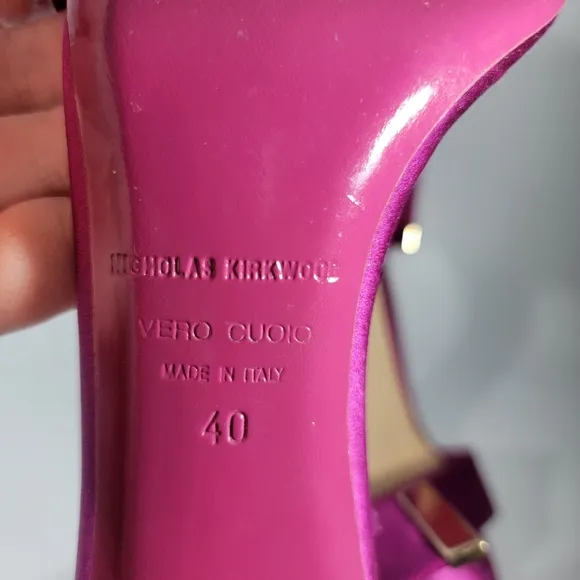 NICHOLAS KIRKWOOD
VERO CUOIO
MADE IN ITALY
40